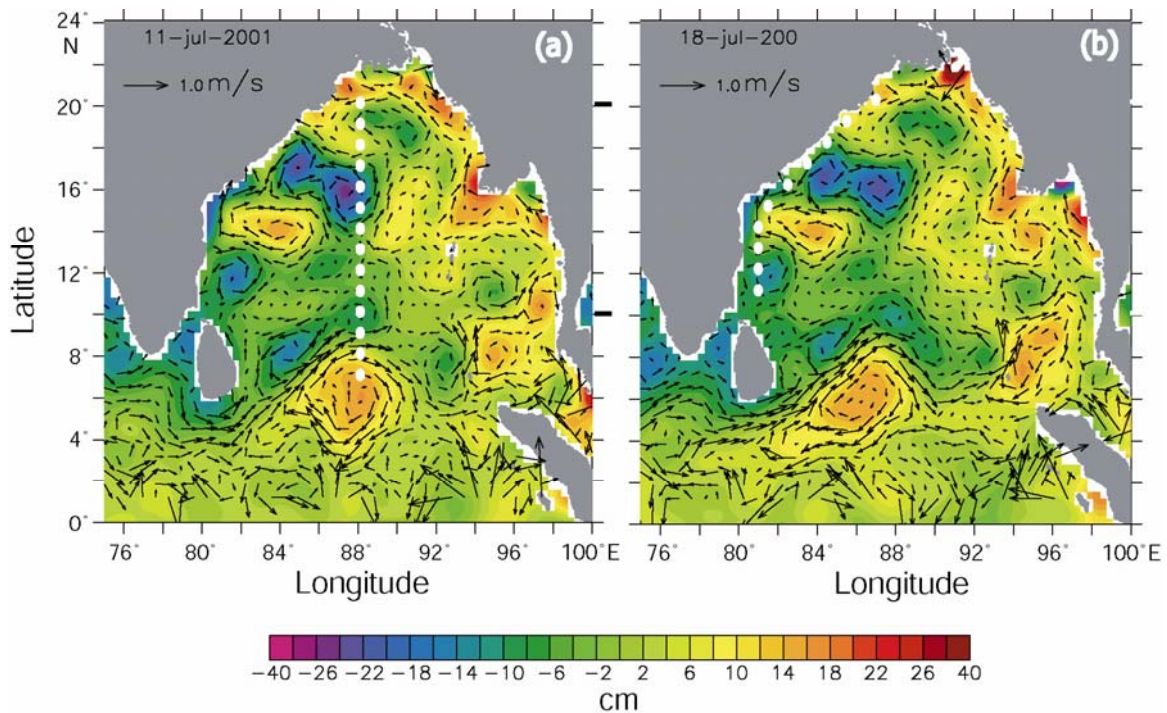 24°
N
20°
16°
12°
8°
4°
0°
Latitude
11-jul-2001
(a)
1.0 m/s
76° 80° 84° 88° 92° 96° 100°
Longitude
18-jul-200
(b)
1.0 m/s
76° 80° 84° 88° 92° 96° 100° E
Longitude
-40 -26 -22 -18 -14 -10 -6 -2 2 6 10 14 18 22 26 40
cm